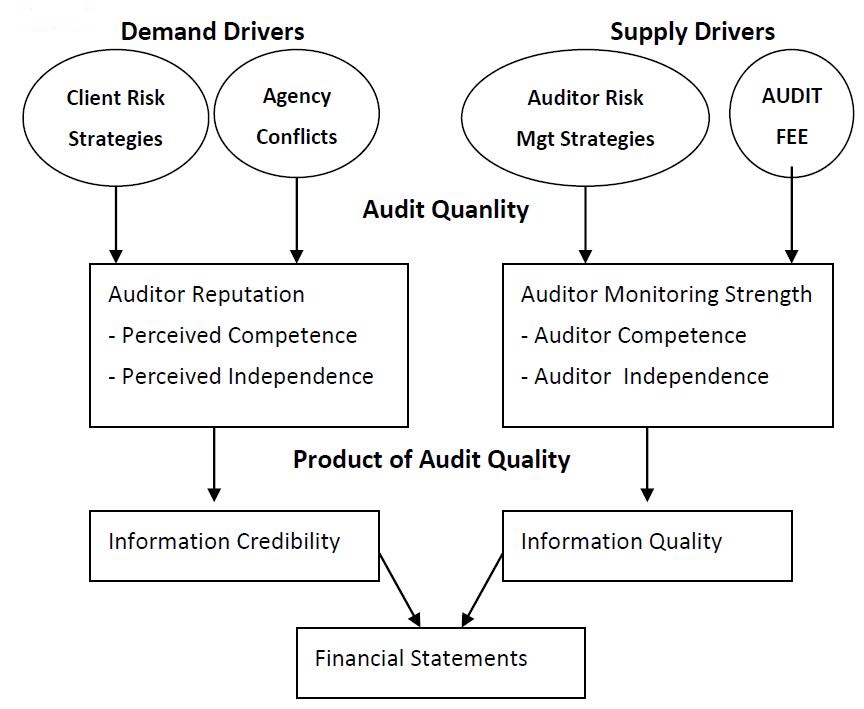 Demand Drivers
Supply Drivers
Client Risk
Strategies
Agency
Conflicts
Auditor Risk
Mgt Strategies
AUDIT
FEE
Audit Quanlity
Auditor Reputation
- Perceived Competence
- Perceived Independence
Auditor Monitoring Strength
- Auditor Competence
- Auditor  Independence
Product of Audit Quality
Information Credibility
Information Quality
Financial Statements